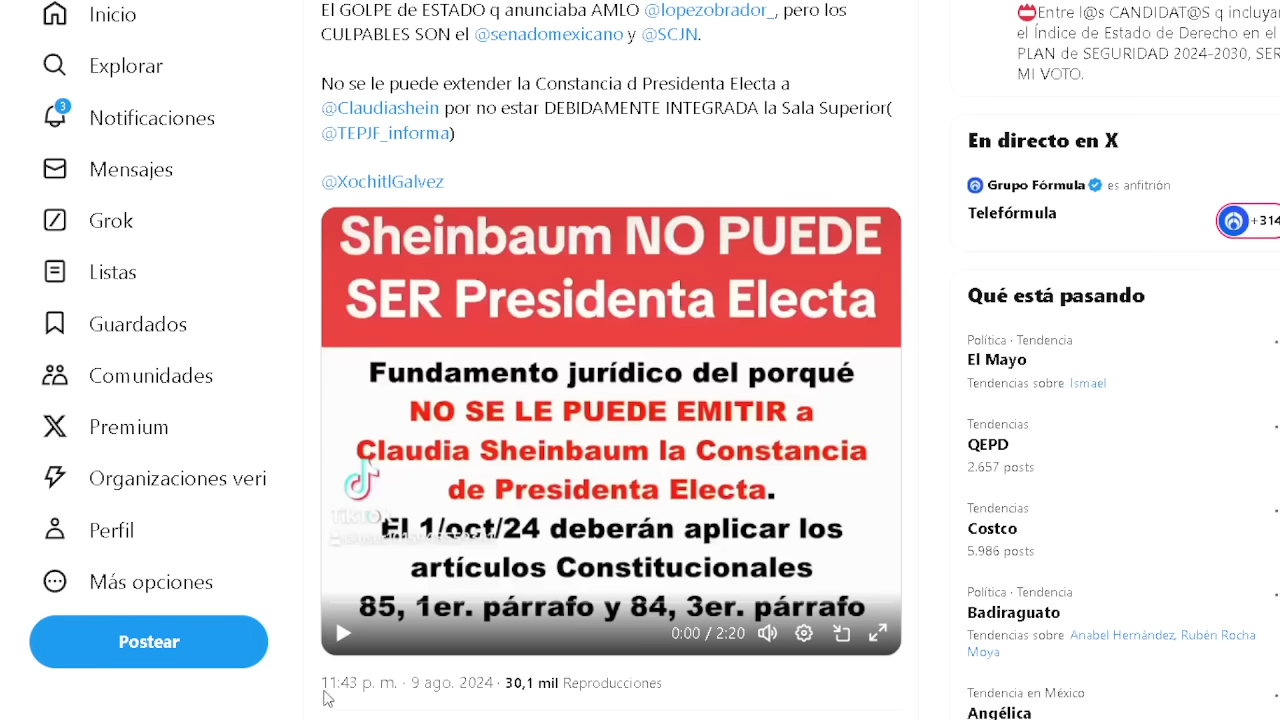 Inicio
Explorar
3
Notificaciones
Mensajes
Grok
Listas
Guardados
Comunidades
Premium
Organizaciones veri
Perfil
Más opciones
Postear
El GOLPE de ESTADO q anunciaba AMLO @lopezobrador_, pero los
CULPABLES SON el @senadomexicano y @SCJN.
No se le puede extender la Constancia d Presidenta Electa a
@Claudiashein por no estar DEBIDAMENTE INTEGRADA la Sala Superior(
@TEPJF_informa)
@XochitlGalvez
Sheinbaum NO PUEDE
SER Presidenta Electa
Fundamento jurídico del porqué
NO SE LE PUEDE EMITIR a
Claudia Sheinbaum la Constancia
de Presidenta Electa.
El 1/oct/24 deberán aplicar los
artículos Constitucionales
85, 1er. párrafo y 84, 3er. párrafo
TikTok
0:00 / 2:20
11:43 p. m. · 9 ago. 2024 · 30,1 mil Reproducciones
Entre l@s CANDIDAT@S q incluyan
el Índice de Estado de Derecho en el
PLAN de SEGURIDAD 2024-2030, SER
MI VOTO.
En directo en X
Grupo Fórmula es anfitrión
Telefórmula
+314
Qué está pasando
Política · Tendencia
El Mayo
Tendencias sobre Ismael
Tendencias
QEPD
2.657 posts
Tendencias
Costco
5.986 posts
Política · Tendencia
Badiraguato
Tendencias sobre Anabel Hernández, Rubén Rocha
Moya
Tendencia en México
Angélica